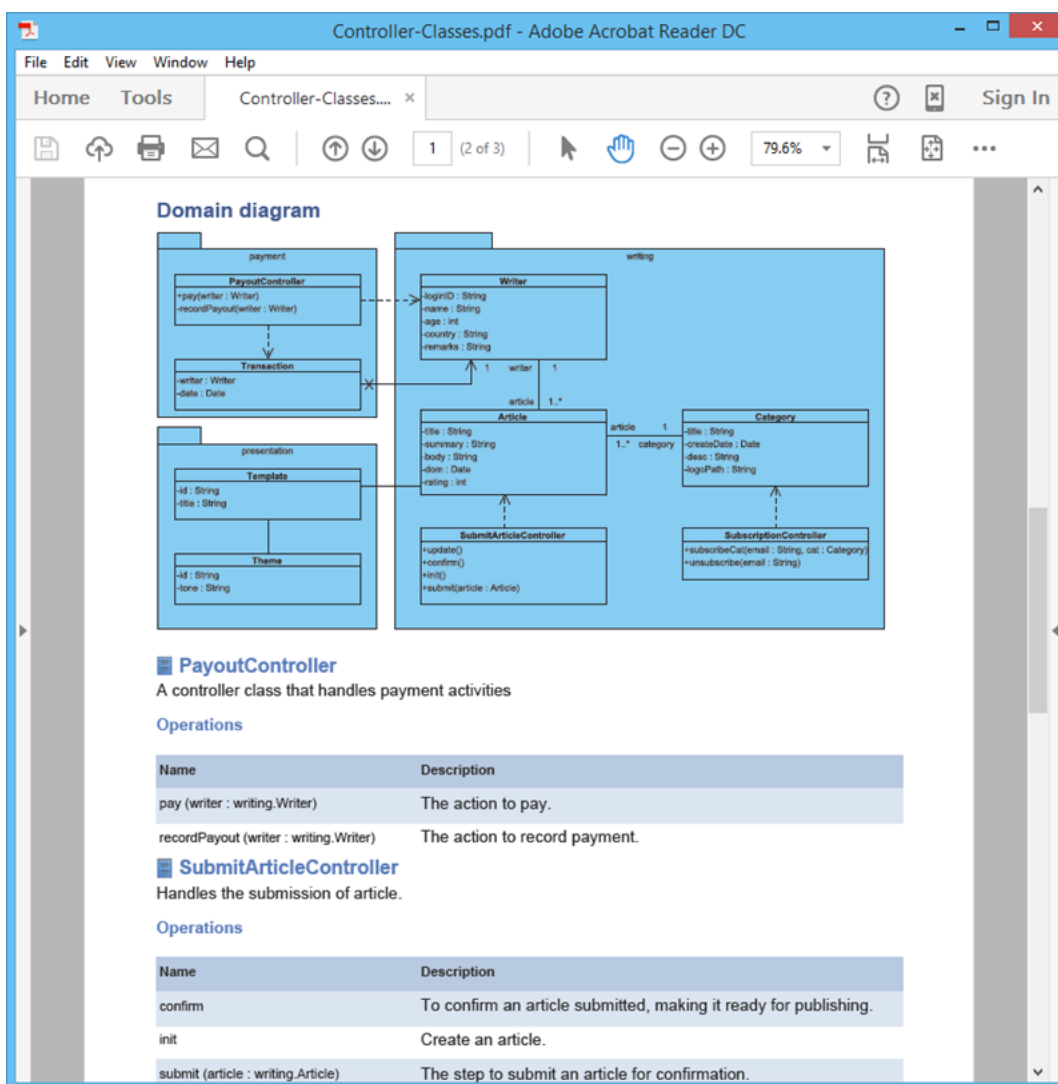 Controller-Classes.pdf - Adobe Acrobat Reader DC
File Edit View Window Help
Home Tools Controller-Classes.... × Sign In
1 (2 of 3) 79.6%
Domain diagram
payment
PayoutController
+pay(writer : Writer)
-recordPayout(writer : Writer)
Transaction
-writer : Writer
-date : Date
writing
Writer
-loginID : String
-name : String
-age : int
-country : String
-remarks : String
1 writer 1
article 1..*
Article
-title : String
-summary : String
-body : String
-dom : Date
-rating : int
article 1
1..* category
Category
-title : String
-createDate : Date
-desc : String
-logoPath : String
presentation
Template
-id : String
-title : String
Theme
-id : String
-tone : String
SubmitArticleController
+update()
+confirm()
+init()
+submit(article : Article)
SubscriptionController
+subscribeCat(email : String, cat : Category)
+unsubscribe(email : String)
PayoutController
A controller class that handles payment activities
Operations
Name Description
pay (writer : writing.Writer) The action to pay.
recordPayout (writer : writing.Writer) The action to record payment.
SubmitArticleController
Handles the submission of article.
Operations
Name Description
confirm To confirm an article submitted, making it ready for publishing.
init Create an article.
submit (article : writing.Article) The step to submit an article for confirmation.